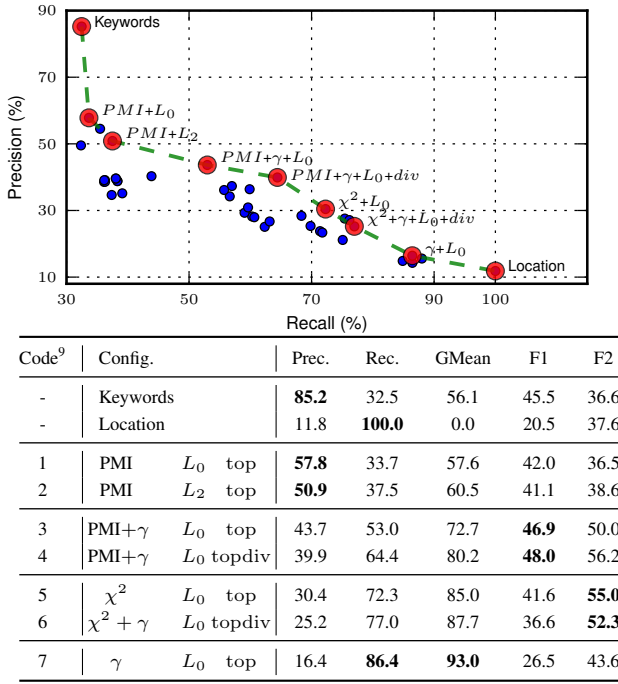 90
70
50
30
10
Precision (%)
Keywords
PMI+L₀
PMI+L₂
PMI+γ+L₀
PMI+γ+L₀+div
χ²+L₀
χ²+γ+L₀+div
γ+L₀
Location
30 50 70 90 100
Recall (%)
Code⁹ Config. Prec. Rec. GMean F1 F2
- Keywords 85.2 32.5 56.1 45.5 36.6
- Location 11.8 100.0 0.0 20.5 37.6
1 PMI L₀ top 57.8 33.7 57.6 42.0 36.5
2 PMI L₂ top 50.9 37.5 60.5 41.1 38.6
3 PMI+γ L₀ top 43.7 53.0 72.7 46.9 50.0
4 PMI+γ L₀ topdiv 39.9 64.4 80.2 48.0 56.2
5 χ² L₀ top 30.4 72.3 85.0 41.6 55.0
6 χ² + γ L₀ topdiv 25.2 77.0 87.7 36.6 52.3
7 γ L₀ top 16.4 86.4 93.0 26.5 43.6